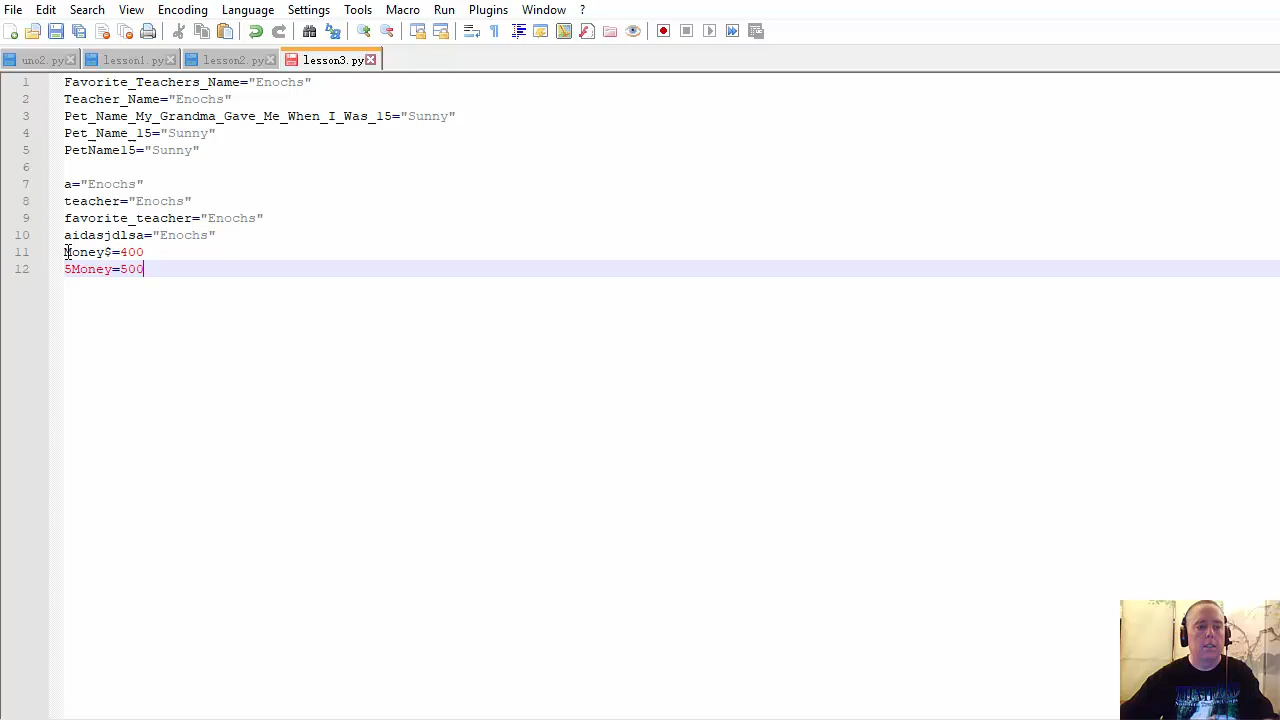 File Edit Search View Encoding Language Settings Tools Macro Run Plugins Window ?
uno2.py lesson1.py lesson2.py lesson3.py
1 Favorite_Teachers_Name="Enochs"
2 Teacher_Name="Enochs"
3 Pet_Name_My_Grandma_Gave_Me_When_I_Was_15="Sunny"
4 Pet_Name_15="Sunny"
5 PetName15="Sunny"
6
7 a="Enochs"
8 teacher="Enochs"
9 favorite_teacher="Enochs"
10 aidasjdlsa="Enochs"
11 Money$=400
12 5Money=500